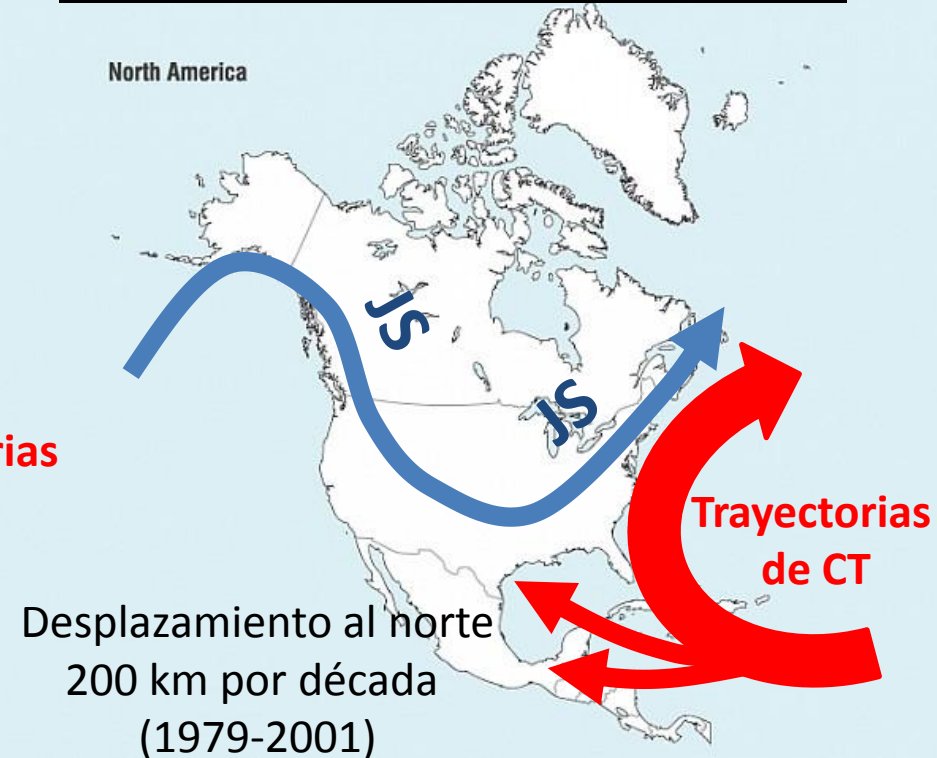 North America
JS
JS
rias
Trayectorias
de CT
Desplazamiento al norte
200 km por década
(1979-2001)